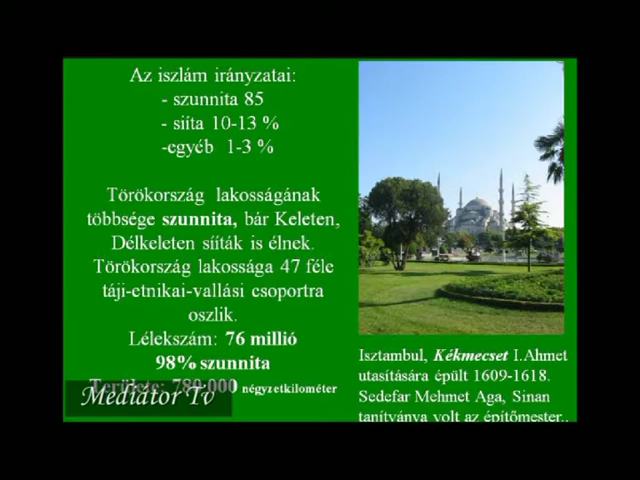 Az iszlám irányzatai:
- szunnita 85
- síita 10-13 %
-egyéb 1-3 %
Törökország lakosságának
többsége szunnita, bár Keleten,
Délkeleten síiták is élnek.
Törökország lakossága 47 féle
táji-etnikai-vallási csoportra
oszlik.
Lélekszám: 76 millió
98% szunnita
Területe: 780 000 négyzetkilométer
Mediátor Tv
Isztambul, Kékmecset I.Ahmet
utasítására épült 1609-1618.
Sedefar Mehmet Aga, Sinan
tanítványa volt az építőmester..